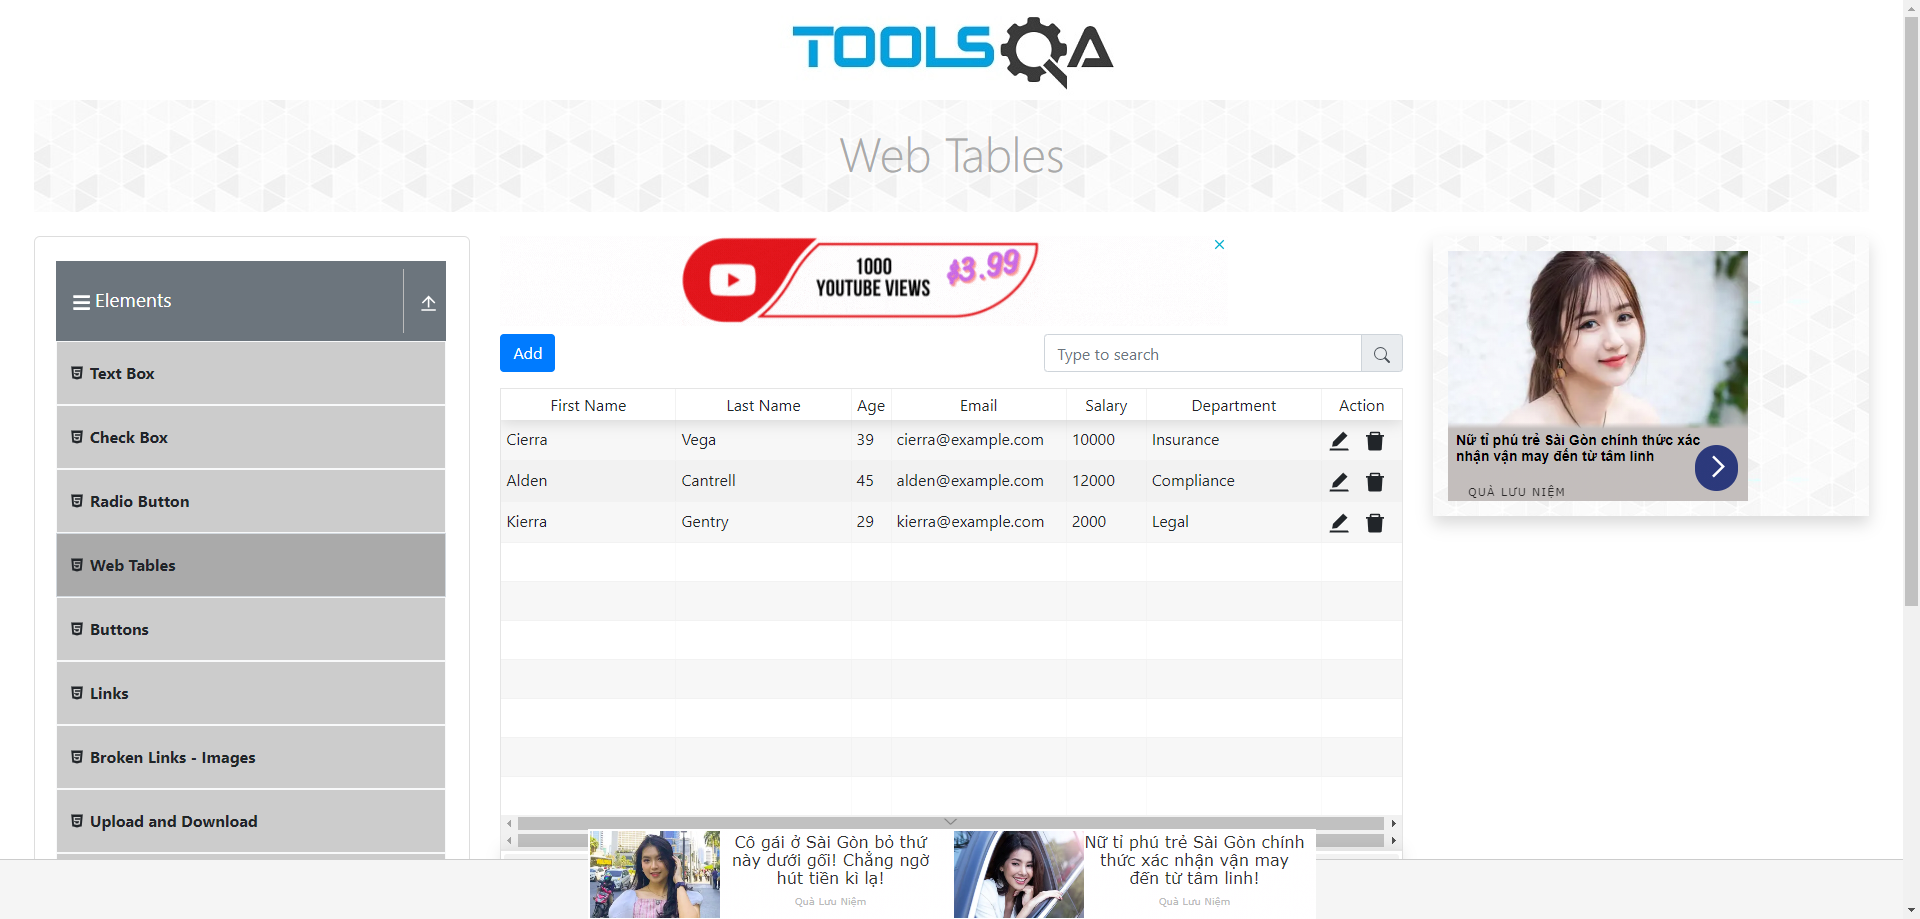 TOOLSQA
Web Tables
Elements
Text Box
Check Box
Radio Button
Web Tables
Buttons
Links
Broken Links - Images
Upload and Download
1000
YOUTUBE VIEWS
$3.99
Add
Type to search
First Name Last Name Age Email Salary Department Action
Cierra Vega 39 cierra@example.com 10000 Insurance
Alden Cantrell 45 alden@example.com 12000 Compliance
Kierra Gentry 29 kierra@example.com 2000 Legal
Nữ tỉ phú trẻ Sài Gòn chính thức xác
nhận vận may đến từ tâm linh
QUÀ LƯU NIỆM
Cô gái ở Sài Gòn bỏ thứ
này dưới gối! Chẳng ngờ
hút tiền kì lạ!
Quà Lưu Niệm
Nữ tỉ phú trẻ Sài Gòn chính
thức xác nhận vận may
đến từ tâm linh!
Quà Lưu Niệm